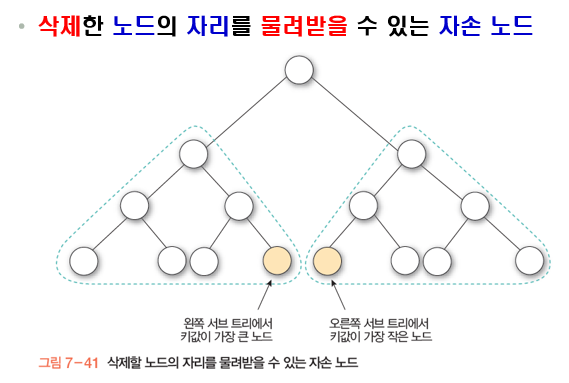 • 삭제한 노드의 자리를 물려받을 수 있는 자손 노드
왼쪽 서브 트리에서
키값이 가장 큰 노드
오른쪽 서브 트리에서
키값이 가장 작은 노드
그림 7-41 삭제할 노드의 자리를 물려받을 수 있는 자손 노드